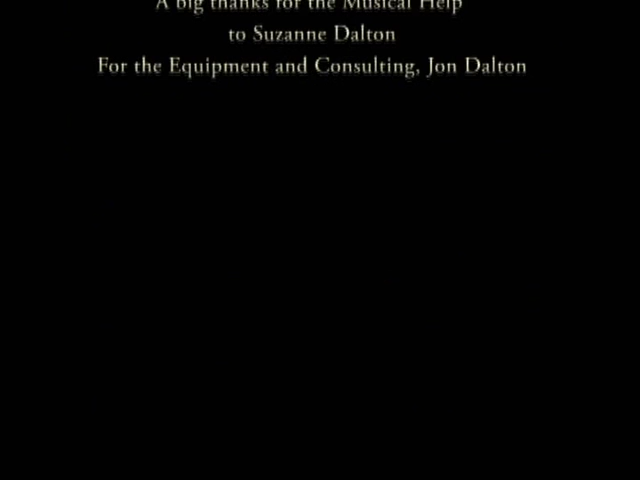 A big thanks for the Musical Help
to Suzanne Dalton
For the Equipment and Consulting, Jon Dalton